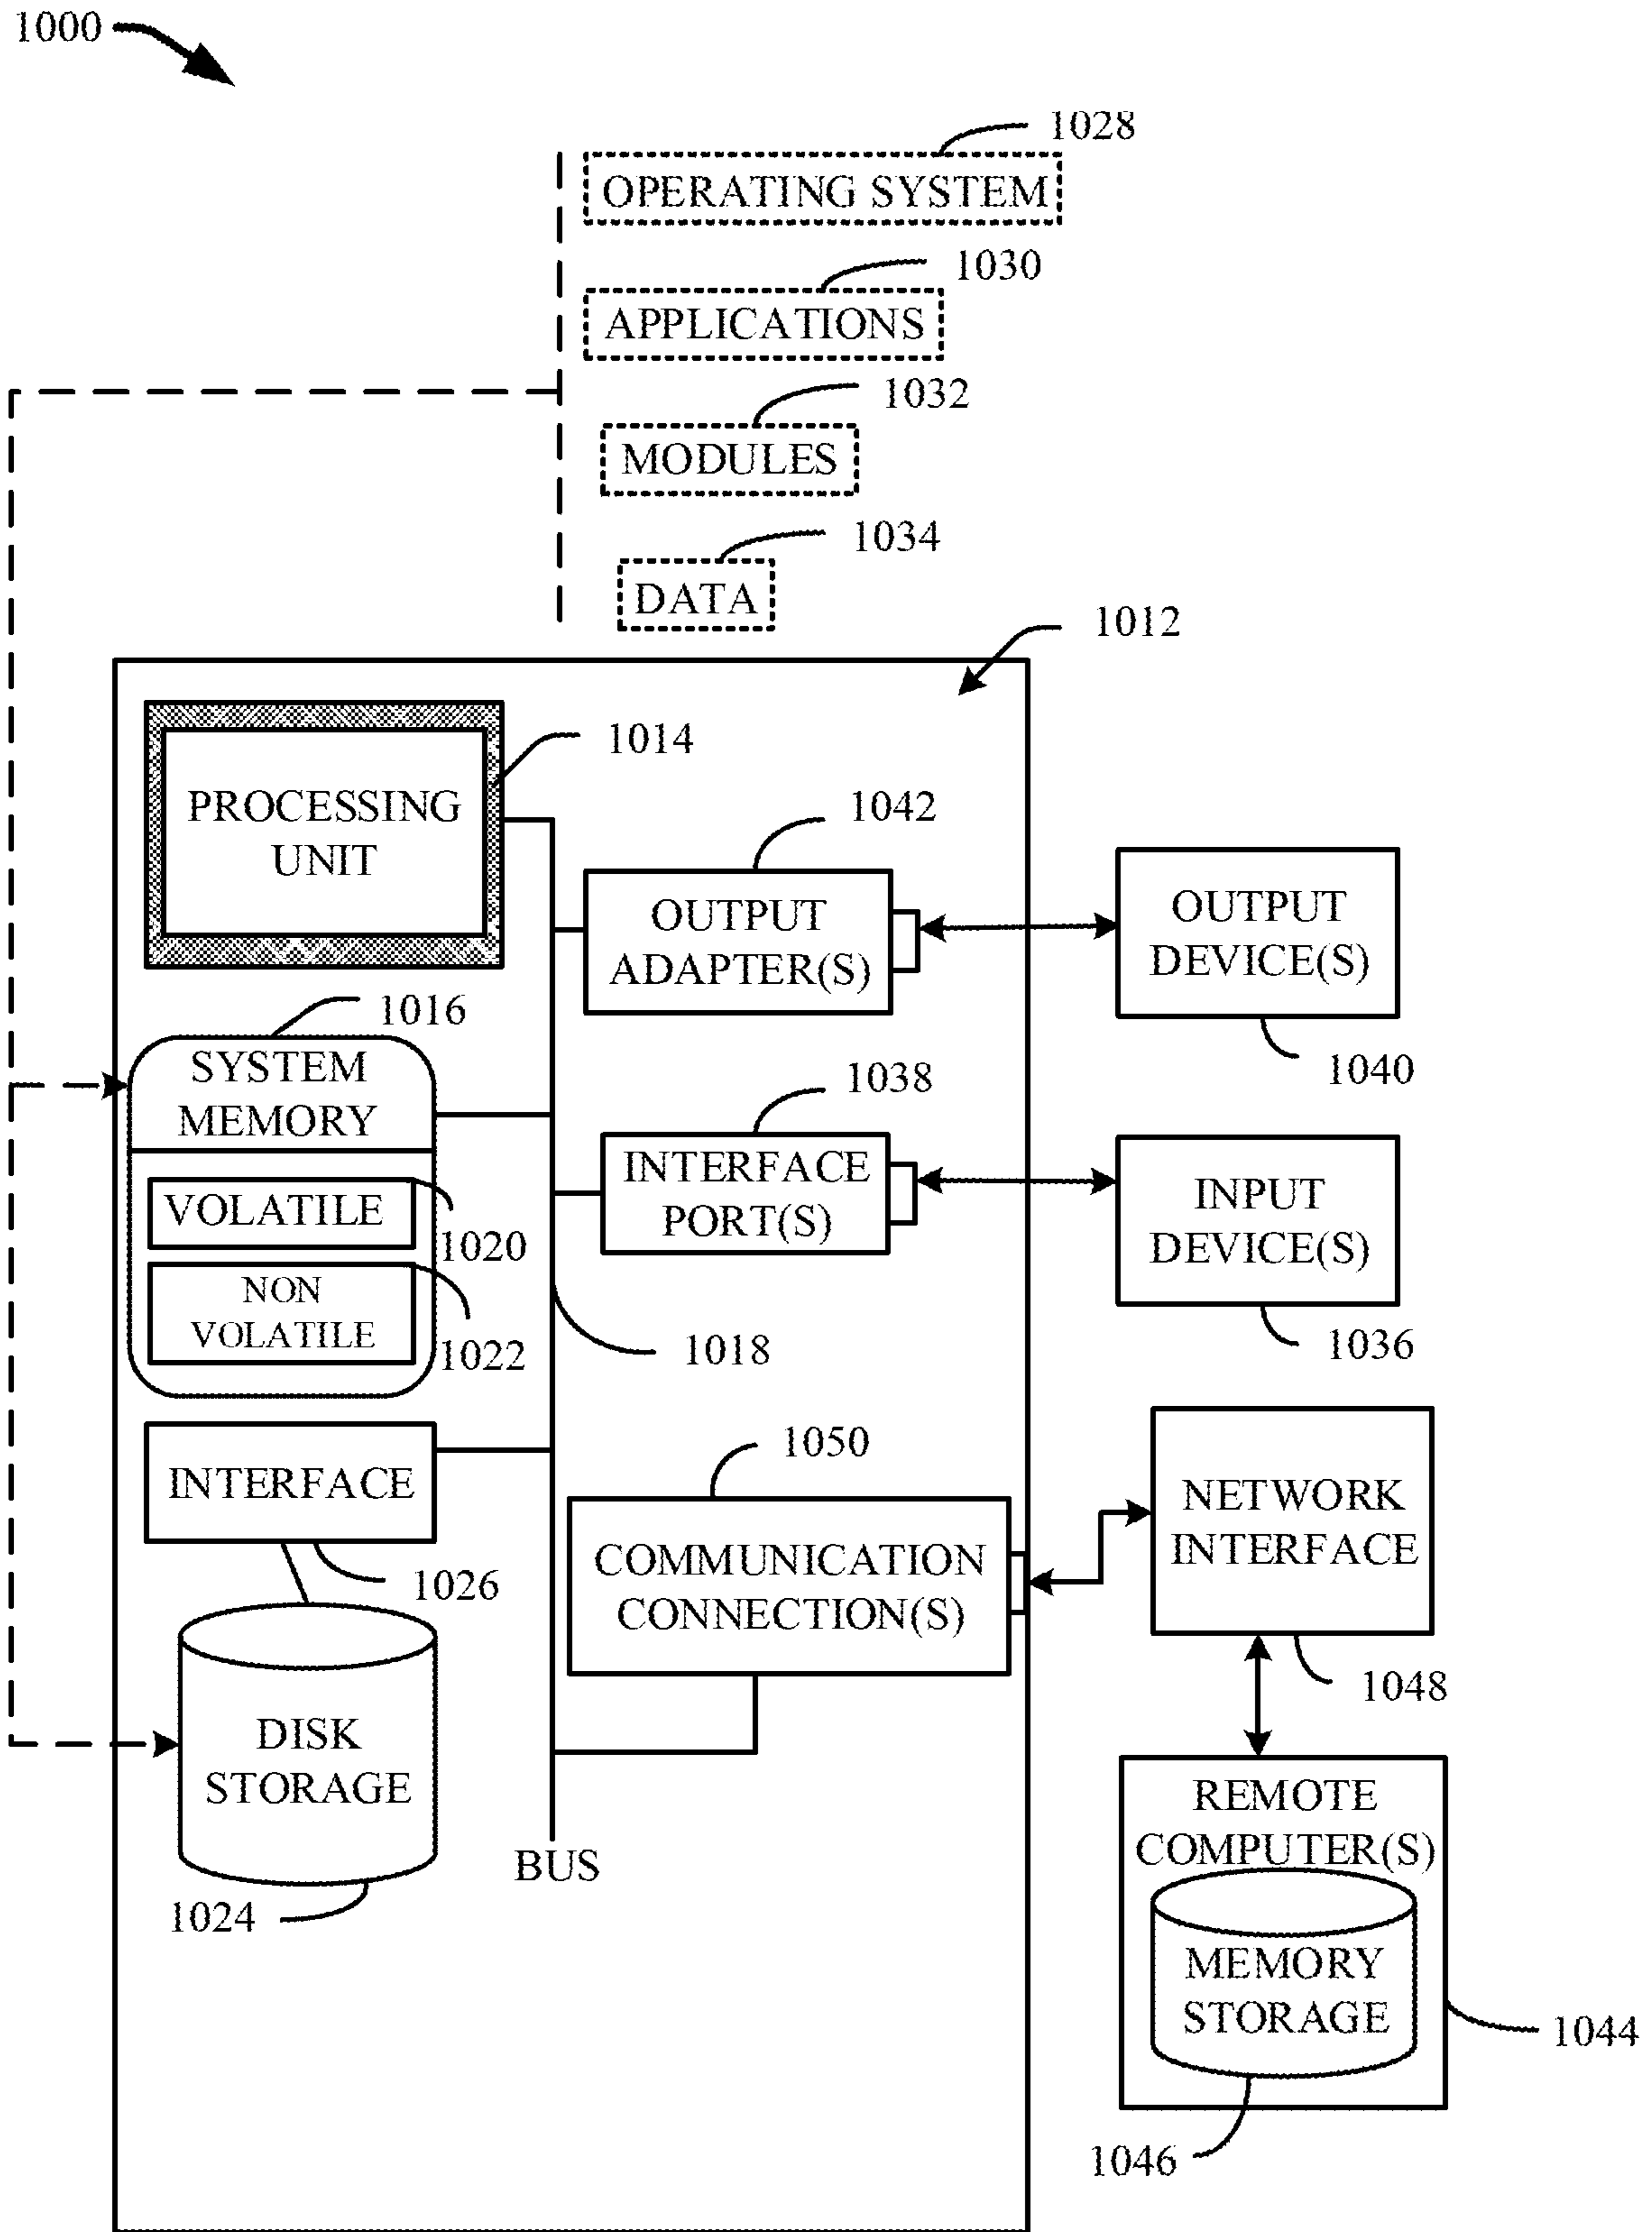 1000
1028
OPERATING SYSTEM
1030
APPLICATIONS
1032
MODULES
1034
DATA
1012
1014
PROCESSING
UNIT
1042
OUTPUT
ADAPTER(S)
OUTPUT
DEVICE(S)
1040
1016
SYSTEM
MEMORY
1038
INTERFACE
PORT(S)
INPUT
DEVICE(S)
1036
VOLATILE
1020
NON
VOLATILE
1022
1018
INTERFACE
1026
1050
COMMUNICATION
CONNECTION(S)
NETWORK
INTERFACE
1048
DISK
STORAGE
1024
BUS
REMOTE
COMPUTER(S)
MEMORY
STORAGE
1044
1046